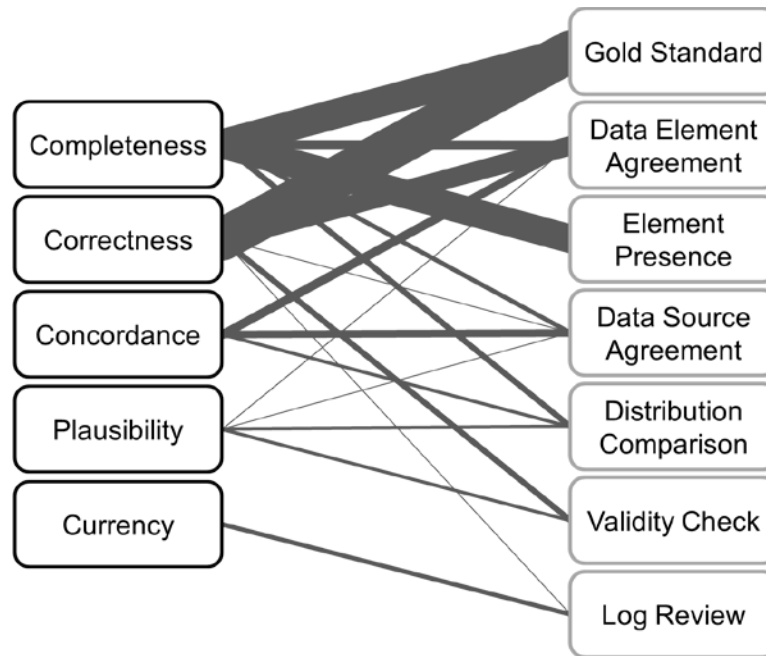 Completeness
Correctness
Concordance
Plausibility
Currency
Gold Standard
Data Element
Agreement
Element
Presence
Data Source
Agreement
Distribution
Comparison
Validity Check
Log Review